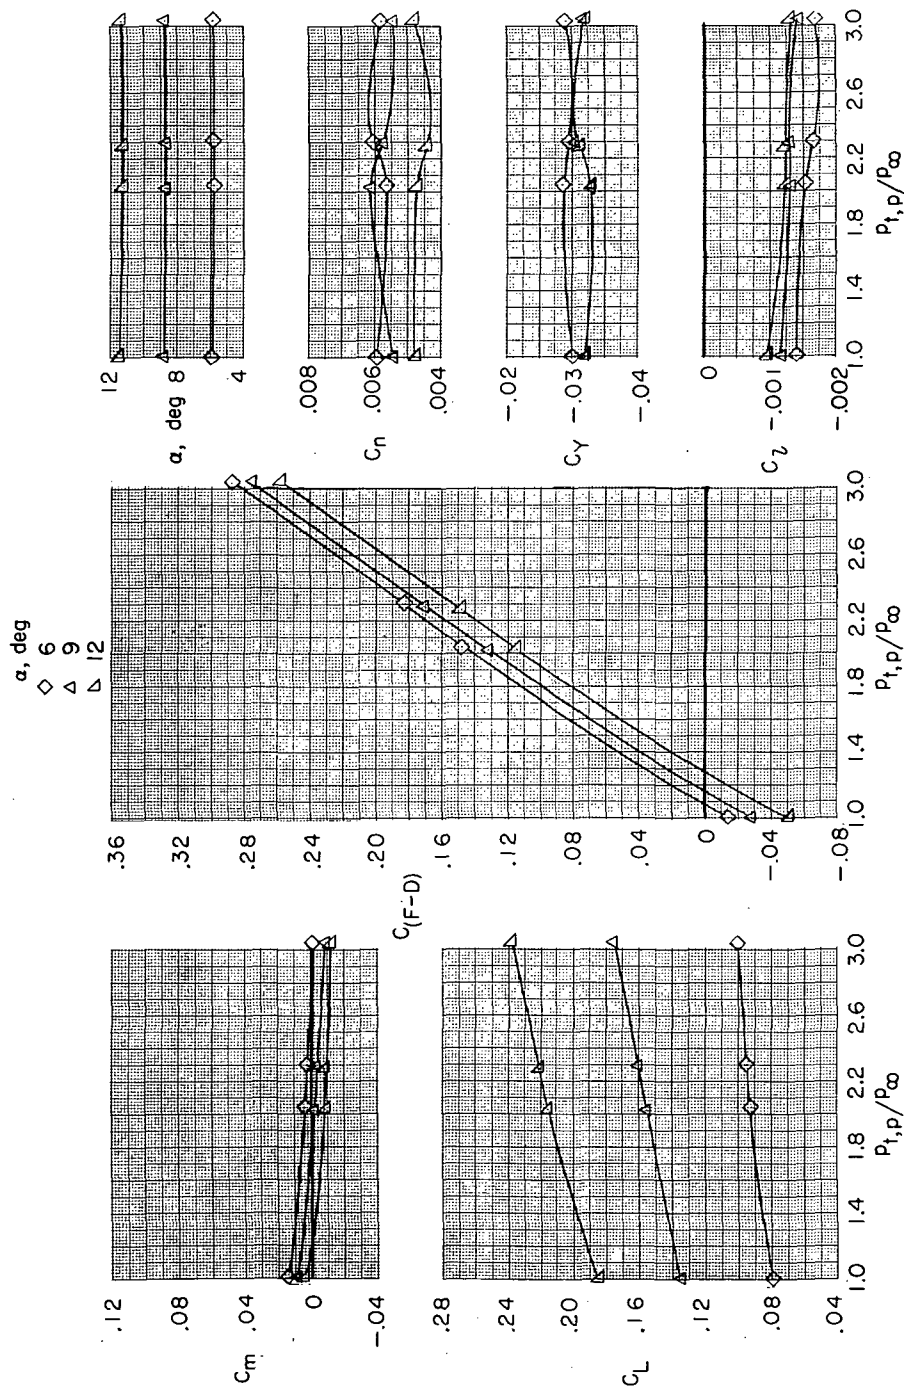 α, deg
◇ 6
△ 9
▷ 12
.12
.08
.04
0
-.04
Cm
.28
.24
.20
.16
.12
.08
.04
CL
1.0 1.4 1.8 2.2 2.6 3.0
pt,p/p∞
.36
.32
.28
.24
.20
.16
.12
.08
.04
0
-.04
-.08
C(F-D)
1.0 1.4 1.8 2.2 2.6 3.0
pt,p/p∞
12
8
4
α, deg
.008
.006
.004
Cn
-.02
-.03
-.04
CY
0
-.001
-.002
Cl
1.0 1.4 1.8 2.2 2.6 3.0
pt,p/p∞